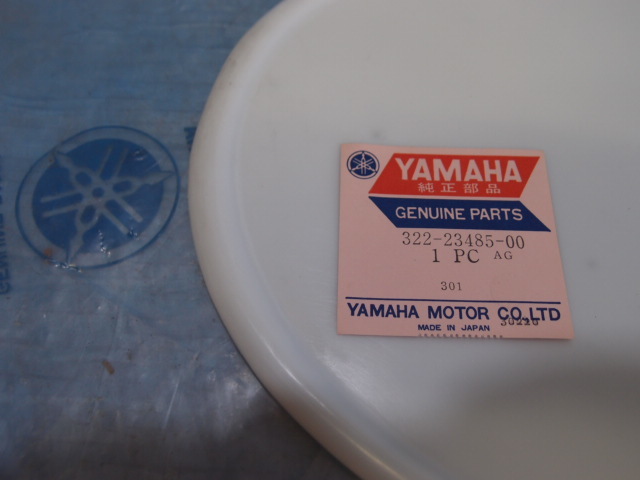 YAMAHA
純正部品
GENUINE PARTS
322-23485-00
1 PC AG
301
YAMAHA MOTOR CO.,LTD
MADE IN JAPAN 30220